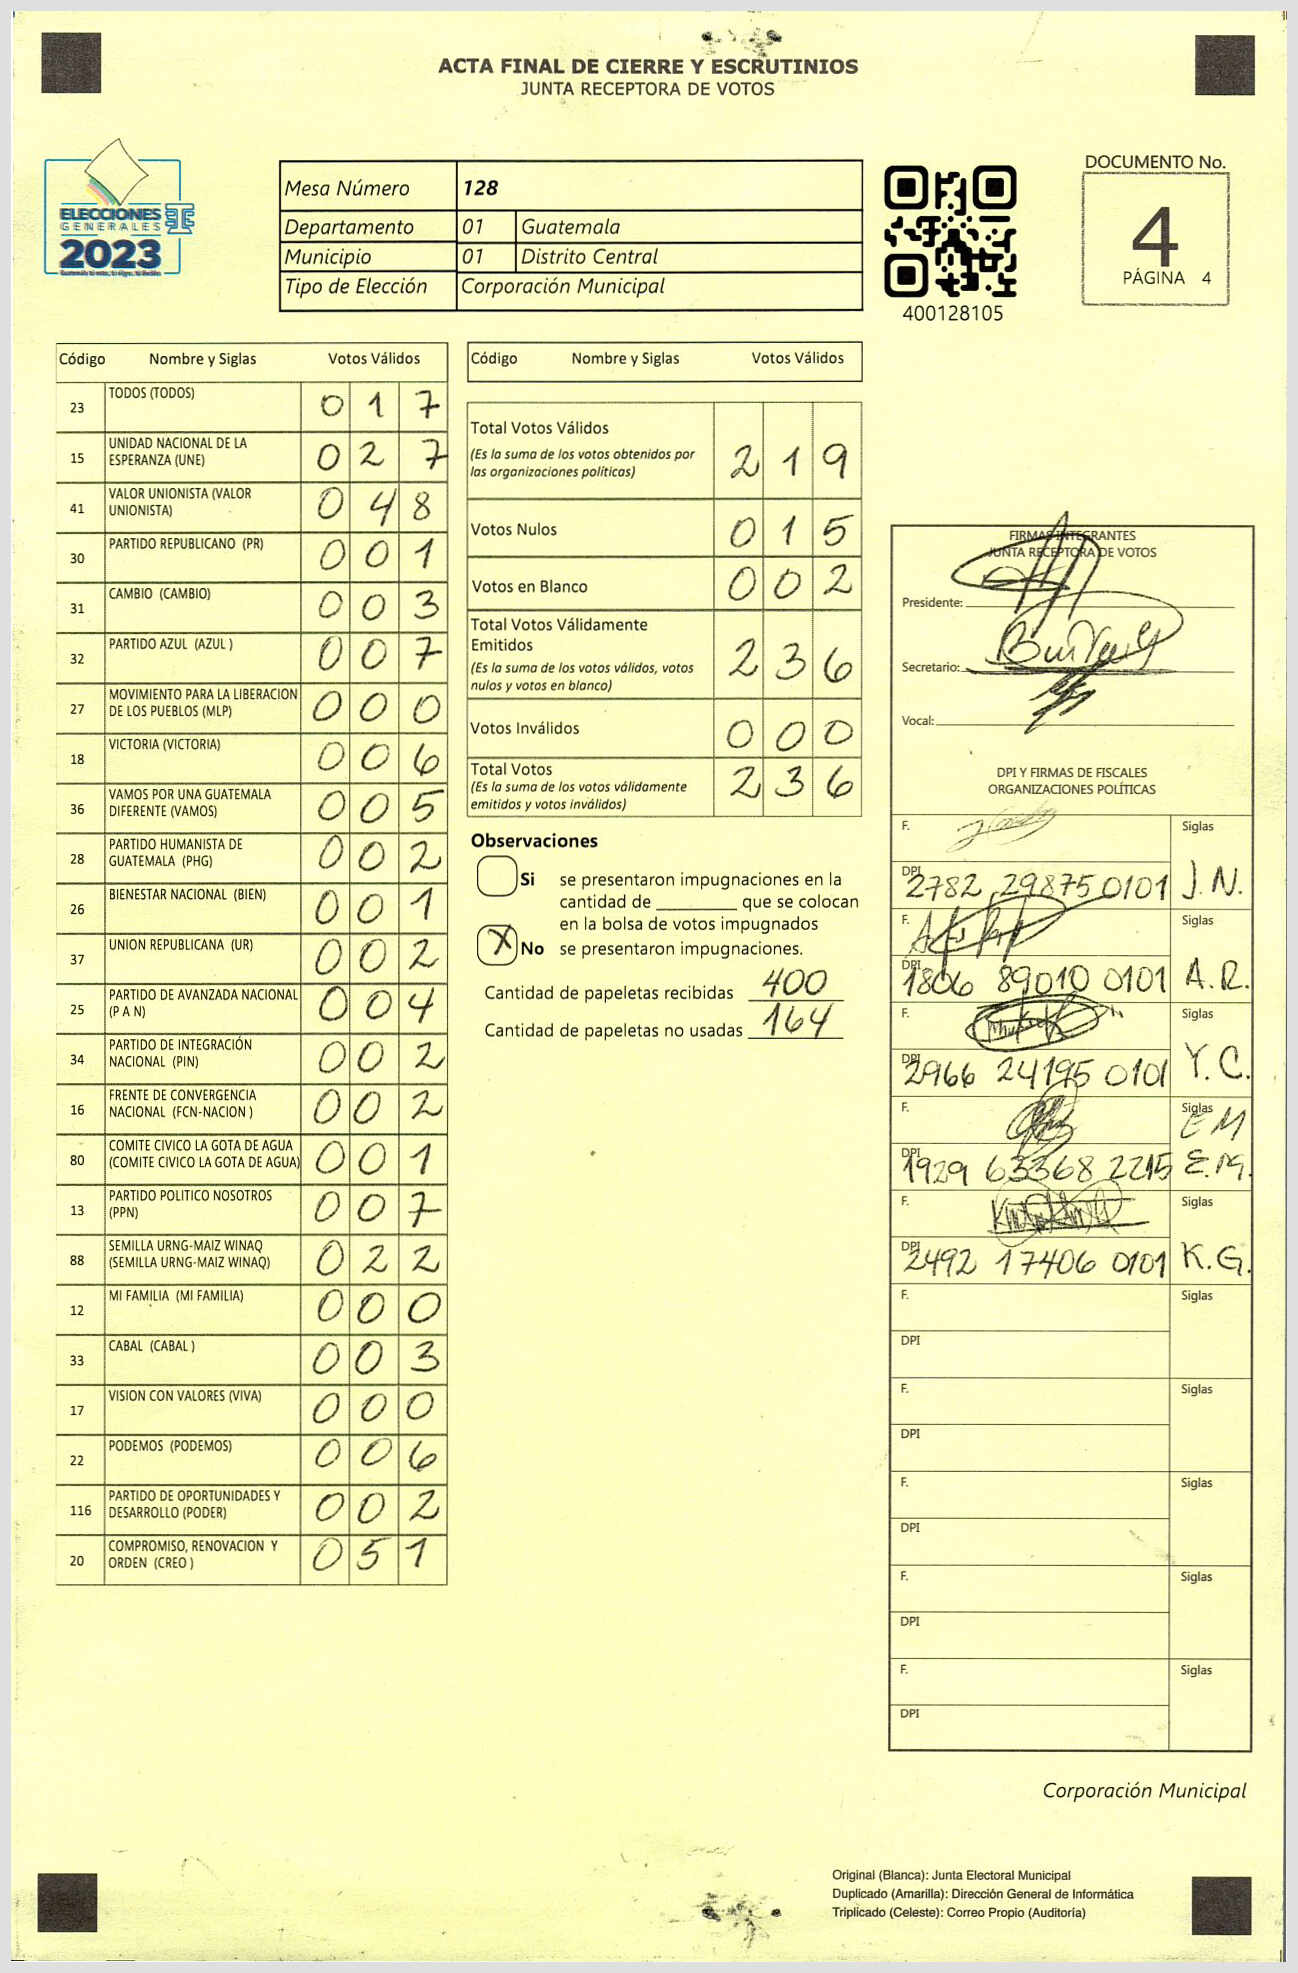 ACTA FINAL DE CIERRE Y ESCRUTINIOS
JUNTA RECEPTORA DE VOTOS
ELECCIONES
GENERALES
2023
Mesa Número 128
Departamento 01 Guatemala
Municipio 01 Distrito Central
Tipo de Elección Corporación Municipal
400128105
DOCUMENTO No.
4
PÁGINA 4
Código Nombre y Siglas Votos Válidos
23 TODOS (TODOS) 0 1 7
15 UNIDAD NACIONAL DE LA
ESPERANZA (UNE) 0 2 7
41 VALOR UNIONISTA (VALOR
UNIONISTA) 0 4 8
30 PARTIDO REPUBLICANO (PR) 0 0 1
31 CAMBIO (CAMBIO) 0 0 3
32 PARTIDO AZUL (AZUL ) 0 0 7
27 MOVIMIENTO PARA LA LIBERACION
DE LOS PUEBLOS (MLP) 0 0 0
18 VICTORIA (VICTORIA) 0 0 6
36 VAMOS POR UNA GUATEMALA
DIFERENTE (VAMOS) 0 0 5
28 PARTIDO HUMANISTA DE
GUATEMALA (PHG) 0 0 2
26 BIENESTAR NACIONAL (BIEN) 0 0 1
37 UNION REPUBLICANA (UR) 0 0 2
25 PARTIDO DE AVANZADA NACIONAL
(P A N) 0 0 4
34 PARTIDO DE INTEGRACIÓN
NACIONAL (PIN) 0 0 2
16 FRENTE DE CONVERGENCIA
NACIONAL (FCN-NACION ) 0 0 2
80 COMITE CIVICO LA GOTA DE AGUA
(COMITE CIVICO LA GOTA DE AGUA) 0 0 1
13 PARTIDO POLITICO NOSOTROS
(PPN) 0 0 7
88 SEMILLA URNG-MAIZ WINAQ
(SEMILLA URNG-MAIZ WINAQ) 0 2 2
12 MI FAMILIA (MI FAMILIA) 0 0 0
33 CABAL (CABAL ) 0 0 3
17 VISION CON VALORES (VIVA) 0 0 0
22 PODEMOS (PODEMOS) 0 0 6
116 PARTIDO DE OPORTUNIDADES Y
DESARROLLO (PODER) 0 0 2
20 COMPROMISO, RENOVACION Y
ORDEN (CREO ) 0 5 1
Código Nombre y Siglas Votos Válidos
Total Votos Válidos
(Es la suma de los votos obtenidos por
las organizaciones políticas) 2 1 9
Votos Nulos 0 1 5
Votos en Blanco 0 0 2
Total Votos Válidamente
Emitidos
(Es la suma de los votos válidos, votos
nulos y votos en blanco) 2 3 6
Votos Inválidos 0 0 0
Total Votos
(Es la suma de los votos válidamente
emitidos y votos inválidos) 2 3 6
Observaciones
Si se presentaron impugnaciones en la
cantidad de ________ que se colocan
en la bolsa de votos impugnados
X No se presentaron impugnaciones.
Cantidad de papeletas recibidas 400
Cantidad de papeletas no usadas 164
FIRMAS INTEGRANTES
JUNTA RECEPTORA DE VOTOS
Presidente:
Secretario:
Vocal:
DPI Y FIRMAS DE FISCALES
ORGANIZACIONES POLÍTICAS
F. Siglas
DPI 2782 29875 0101 J.N.
F. Siglas
DPI 1806 89010 0101 A.R.
F. Siglas
DPI 2966 24195 0101 Y.C.
F. Siglas EM
DPI 1929 63368 2215 E.M.
F. Siglas
DPI 2492 17406 0101 K.G.
F. Siglas
DPI
F. Siglas
DPI
F. Siglas
DPI
F. Siglas
DPI
F. Siglas
DPI
Corporación Municipal
Original (Blanca): Junta Electoral Municipal
Duplicado (Amarilla): Dirección General de Informática
Triplicado (Celeste): Correo Propio (Auditoría)